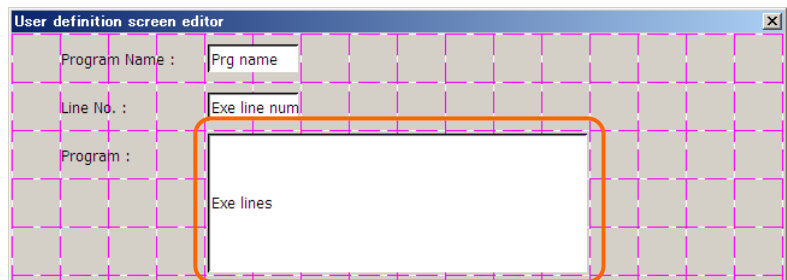 User definition screen editor
Program Name : Prg name
Line No. : Exe line num
Program :
Exe lines